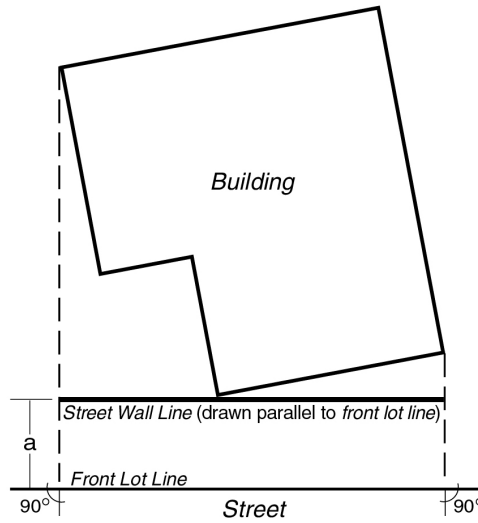 Building
Street Wall Line (drawn parallel to front lot line)
a
Front Lot Line
90° 90°
Street